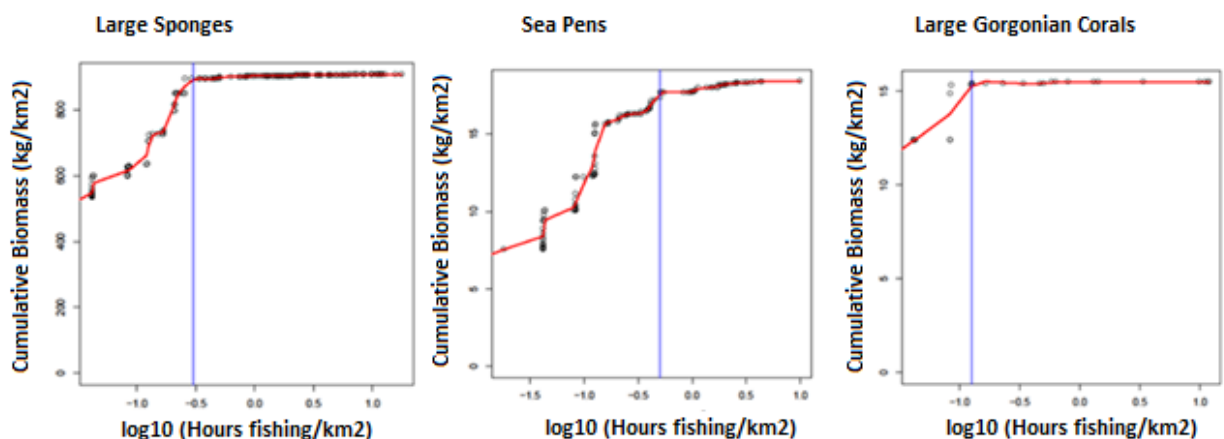 Large Sponges
Sea Pens
Large Gorgonian Corals
Cumulative Biomass (kg/km2)
800
600
400
200
0
−1.0 −0.5 0.0 0.5 1.0
log10 (Hours fishing/km2)
Cumulative Biomass (kg/km2)
15
10
5
0
−1.5 −1.0 −0.5 0.0 0.5 1.0
log10 (Hours fishing/km2)
Cumulative Biomass (kg/km2)
15
10
5
0
−1.0 −0.5 0.0 0.5 1.0
log10 (Hours fishing/km2)